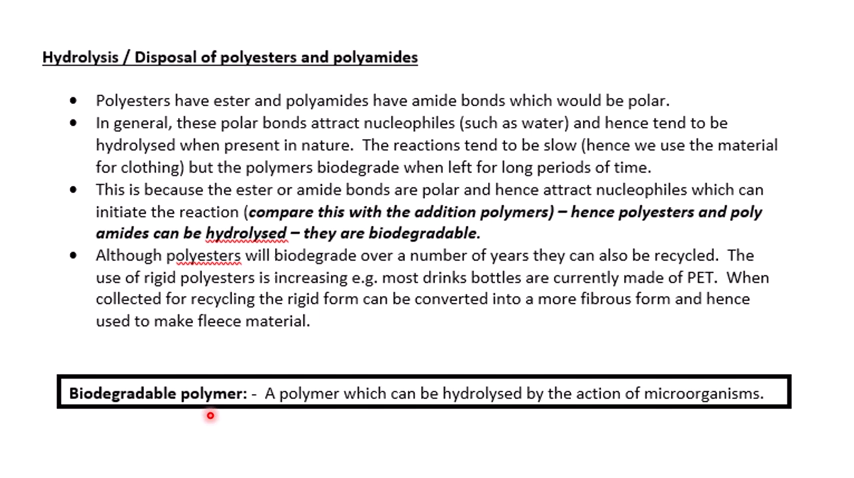 Hydrolysis / Disposal of polyesters and polyamides
• Polyesters have ester and polyamides have amide bonds which would be polar.
• In general, these polar bonds attract nucleophiles (such as water) and hence tend to be
hydrolysed when present in nature. The reactions tend to be slow (hence we use the material
for clothing) but the polymers biodegrade when left for long periods of time.
• This is because the ester or amide bonds are polar and hence attract nucleophiles which can
initiate the reaction (compare this with the addition polymers) – hence polyesters and poly
amides can be hydrolysed – they are biodegradable.
• Although polyesters will biodegrade over a number of years they can also be recycled. The
use of rigid polyesters is increasing e.g. most drinks bottles are currently made of PET. When
collected for recycling the rigid form can be converted into a more fibrous form and hence
used to make fleece material.
Biodegradable polymer: - A polymer which can be hydrolysed by the action of microorganisms.